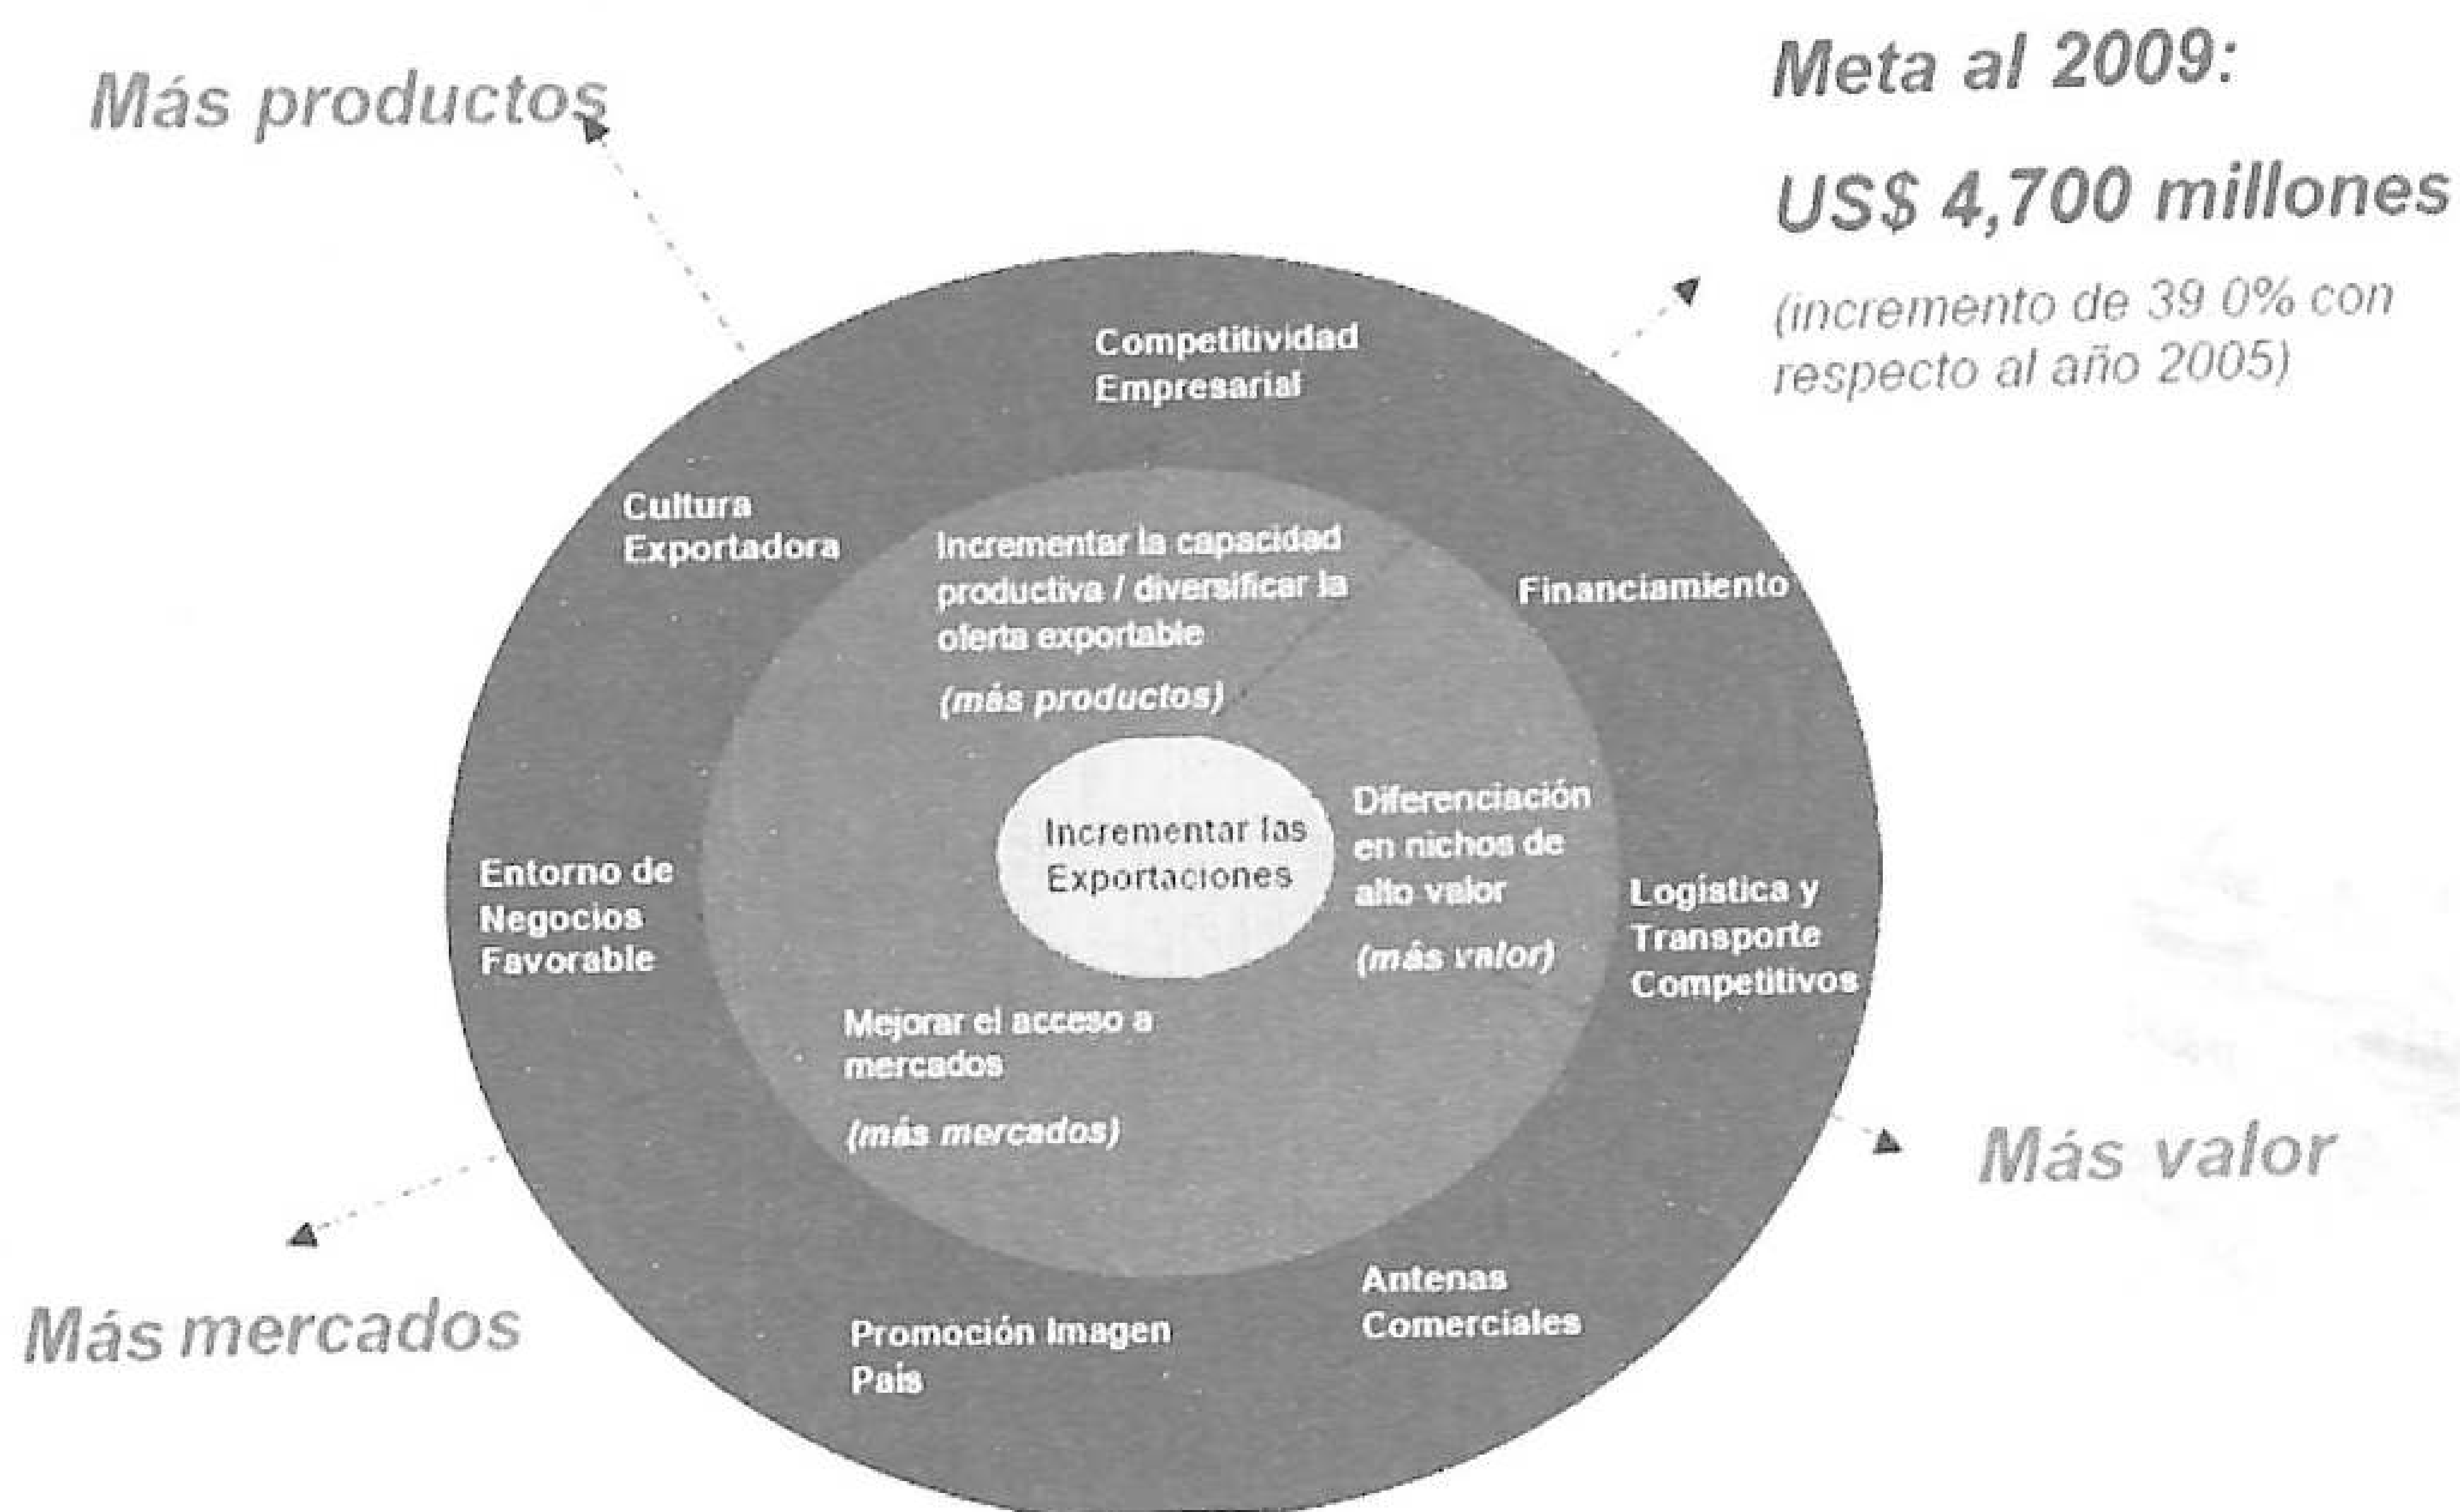 Más productos
Meta al 2009:
US$ 4,700 millones
(incremento de 39 0% con
respecto al año 2005)
Competitividad
Empresarial
Cultura
Exportadora
Incrementar la capacidad
productiva / diversificar la
oferta exportable
(más productos)
Financiamiento
Incrementar las
Exportaciones
Diferenciación
en nichos de
alto valor
(más valor)
Entorno de
Negocios
Favorable
Logística y
Transporte
Competitivos
Mejorar el acceso a
mercados
(más mercados)
Más valor
Más mercados
Antenas
Comerciales
Promoción Imagen
País